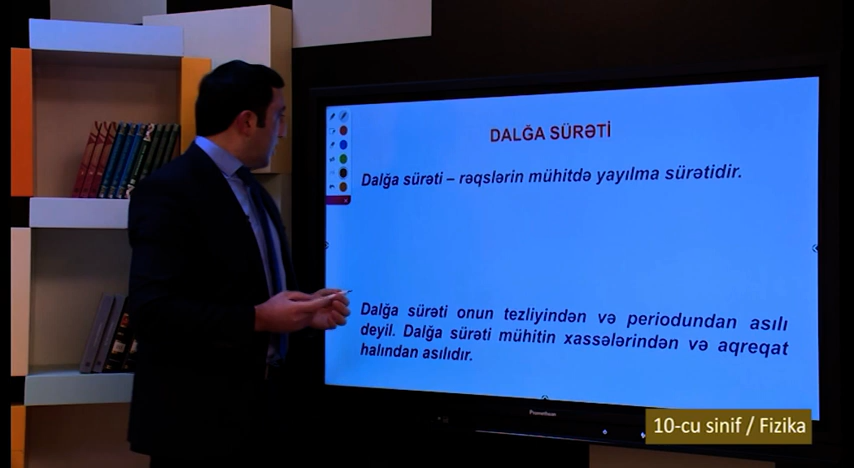 DALĞA SÜRƏTİ
Dalğa sürəti – rəqslərin mühitdə yayılma sürətidir.
Dalğa sürəti onun tezliyindən və periodundan asılı
deyil. Dalğa sürəti mühitin xassələrindən və aqreqat
halından asılıdır.
Promethean
10-cu sinif / Fizika